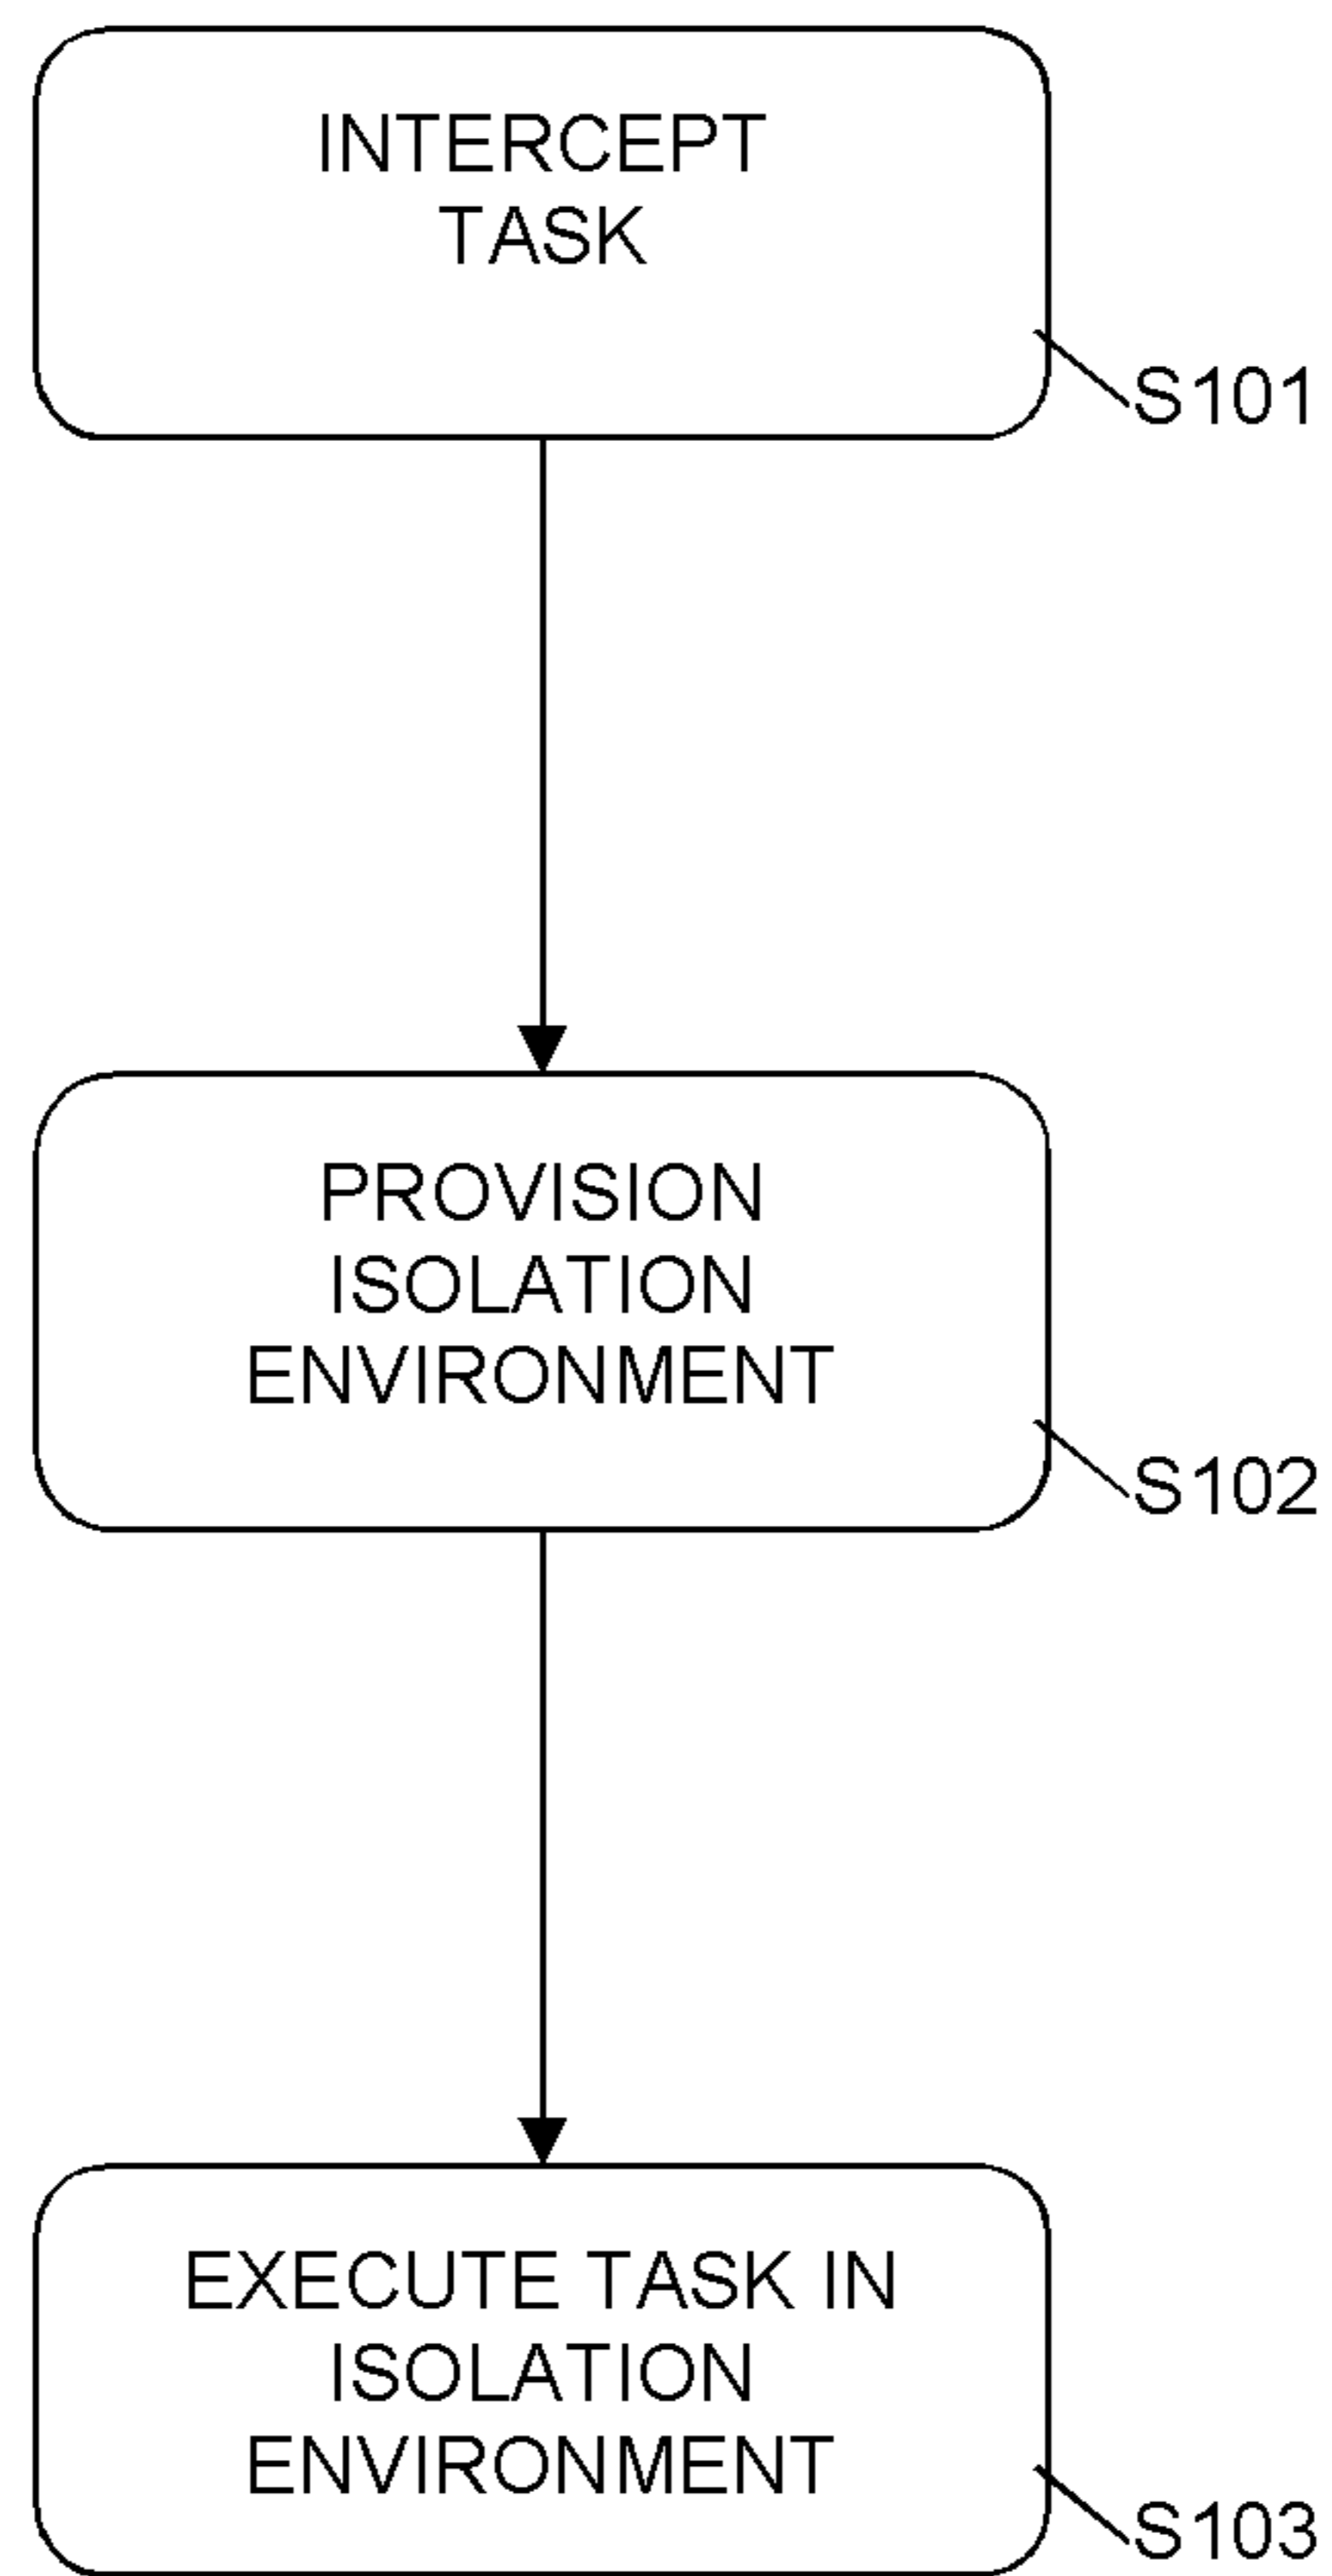 INTERCEPT
TASK
S101
PROVISION
ISOLATION
ENVIRONMENT
S102
EXECUTE TASK IN
ISOLATION
ENVIRONMENT
S103